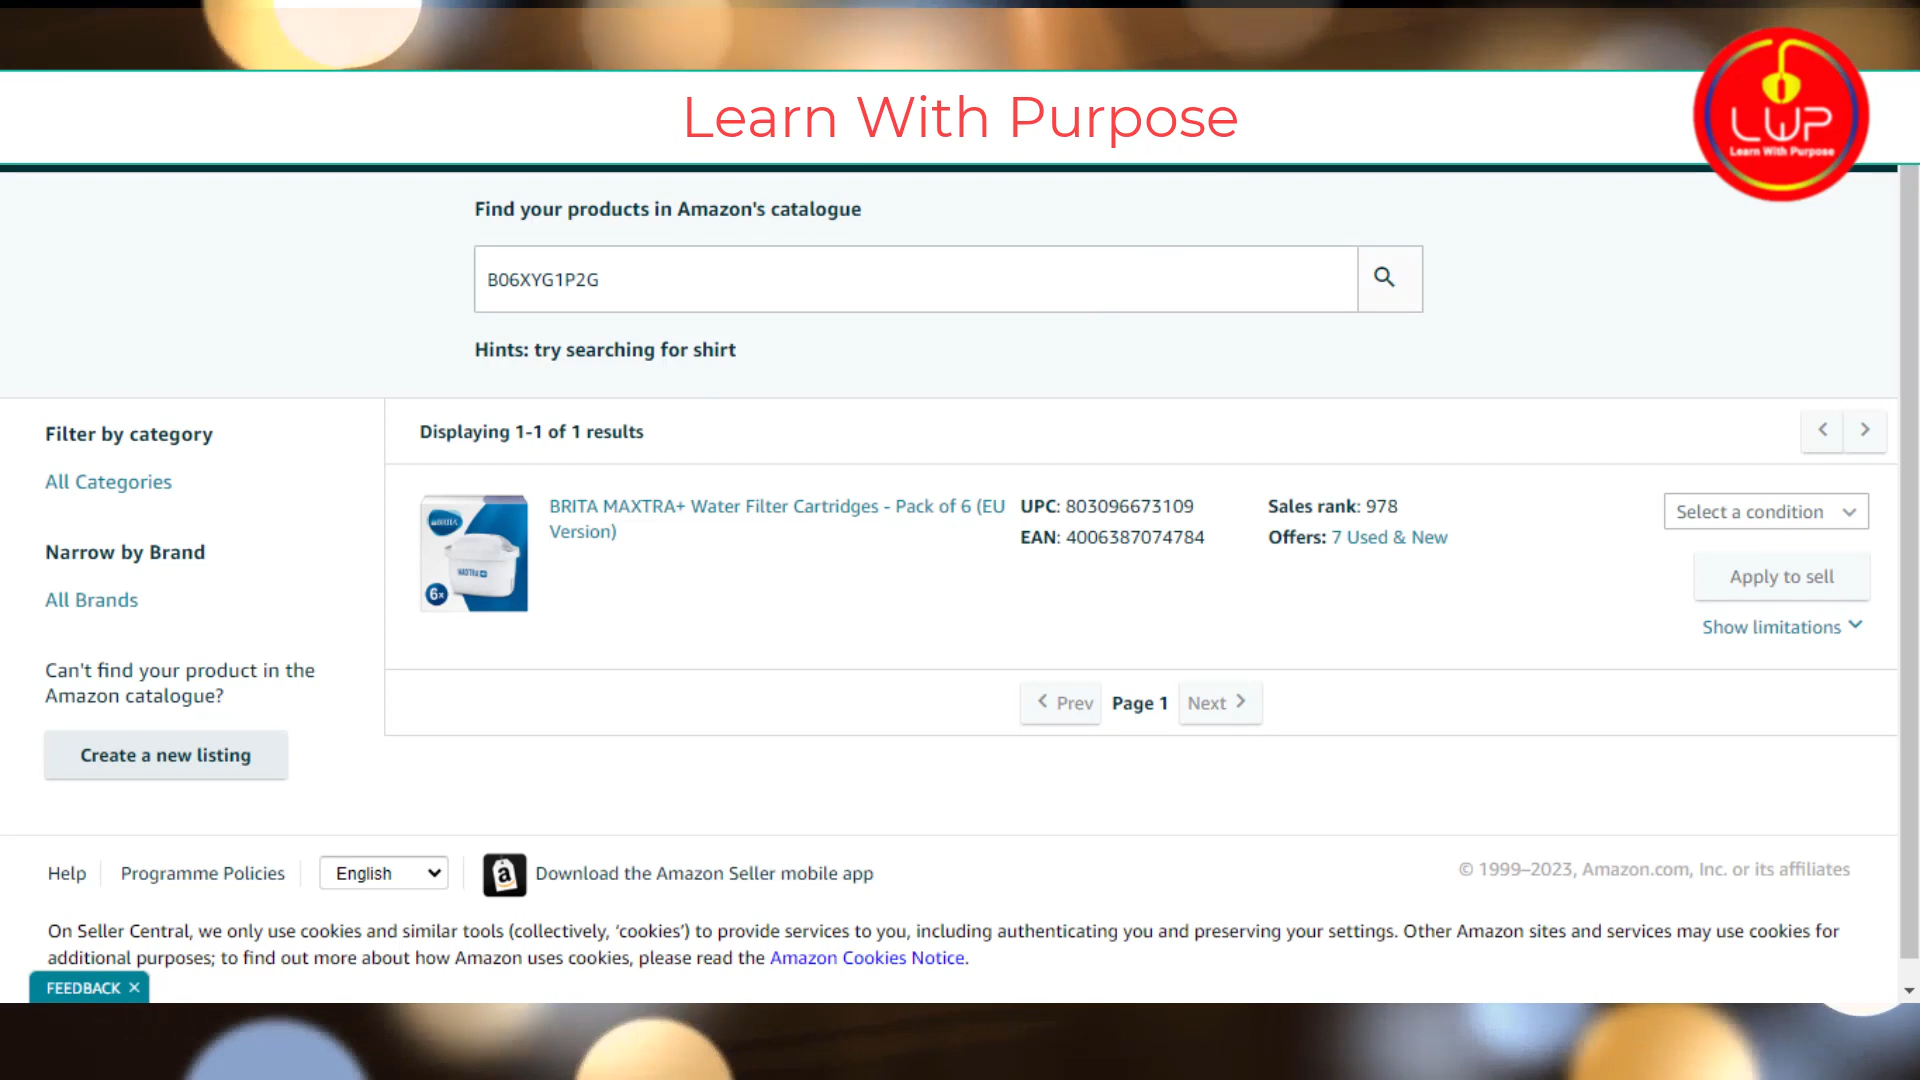 Learn With Purpose
LWP
Learn With Purpose
Find your products in Amazon's catalogue
B06XYG1P2G
Hints: try searching for shirt
Filter by category
All Categories
Narrow by Brand
All Brands
Can't find your product in the
Amazon catalogue?
Create a new listing
Displaying 1-1 of 1 results
BRITA
MAXTRA+
6x
BRITA MAXTRA+ Water Filter Cartridges - Pack of 6 (EU
Version)
UPC: 803096673109
EAN: 4006387074784
Sales rank: 978
Offers: 7 Used & New
Select a condition
Apply to sell
Show limitations
Prev Page 1 Next
Help Programme Policies English a Download the Amazon Seller mobile app
© 1999–2023, Amazon.com, Inc. or its affiliates
On Seller Central, we only use cookies and similar tools (collectively, ‘cookies’) to provide services to you, including authenticating you and preserving your settings. Other Amazon sites and services may use cookies for
additional purposes; to find out more about how Amazon uses cookies, please read the Amazon Cookies Notice.
FEEDBACK ×